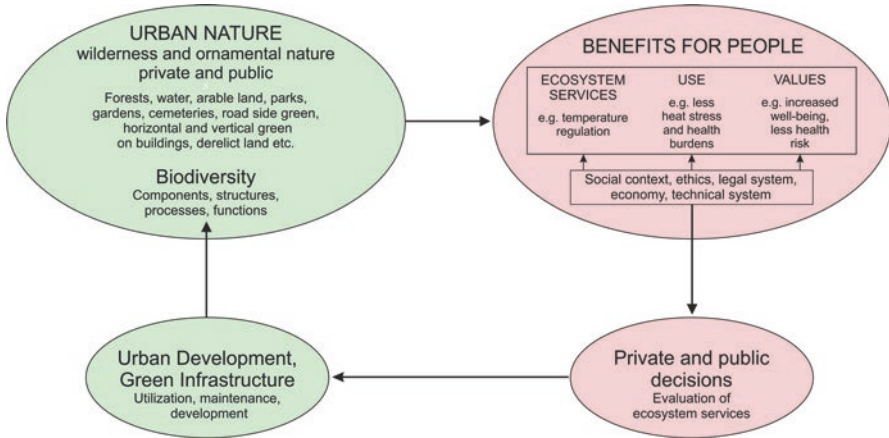 URBAN NATURE
wilderness and ornamental nature
private and public
Forests, water, arable land, parks,
gardens, cemeteries, road side green,
horizontal and vertical green
on buildings, derelict land etc.
Biodiversity
Components, structures,
processes, functions
BENEFITS FOR PEOPLE
ECOSYSTEM
SERVICES
e.g. temperature
regulation
USE
e.g. less
heat stress
and health
burdens
VALUES
e.g. increased
well-being,
less health
risk
Social context, ethics, legal system,
economy, technical system
Urban Development,
Green Infrastructure
Utilization, maintenance,
development
Private and public
decisions
Evaluation of
ecosystem services